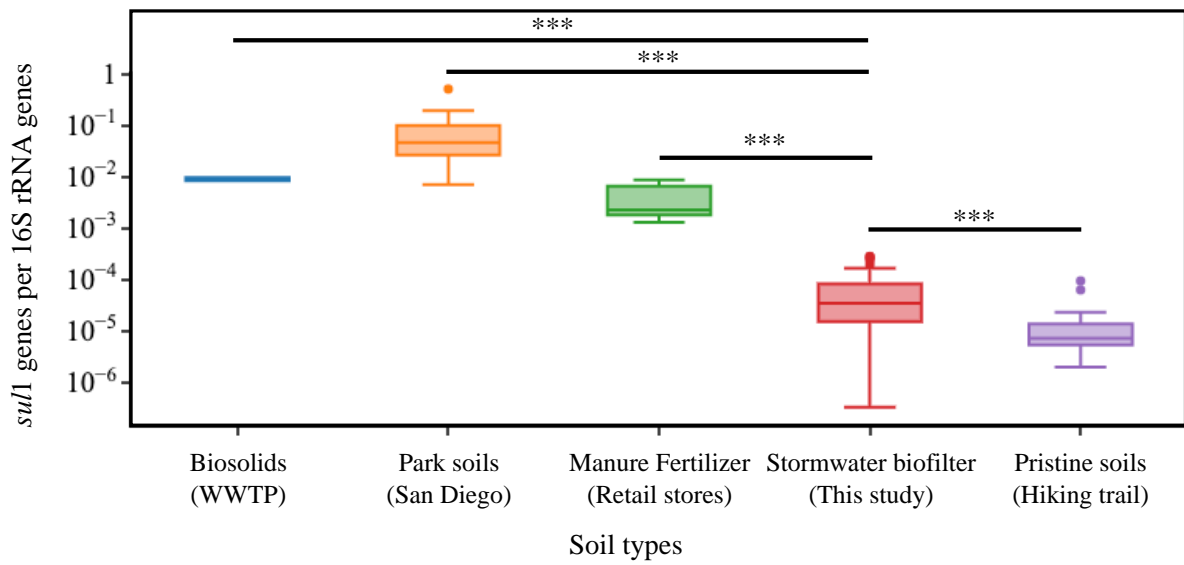 ***
***
***
***
sul1 genes per 16S rRNA genes
1
10⁻¹
10⁻²
10⁻³
10⁻⁴
10⁻⁵
10⁻⁶
Biosolids
(WWTP)
Park soils
(San Diego)
Manure Fertilizer
(Retail stores)
Stormwater biofilter
(This study)
Pristine soils
(Hiking trail)
Soil types